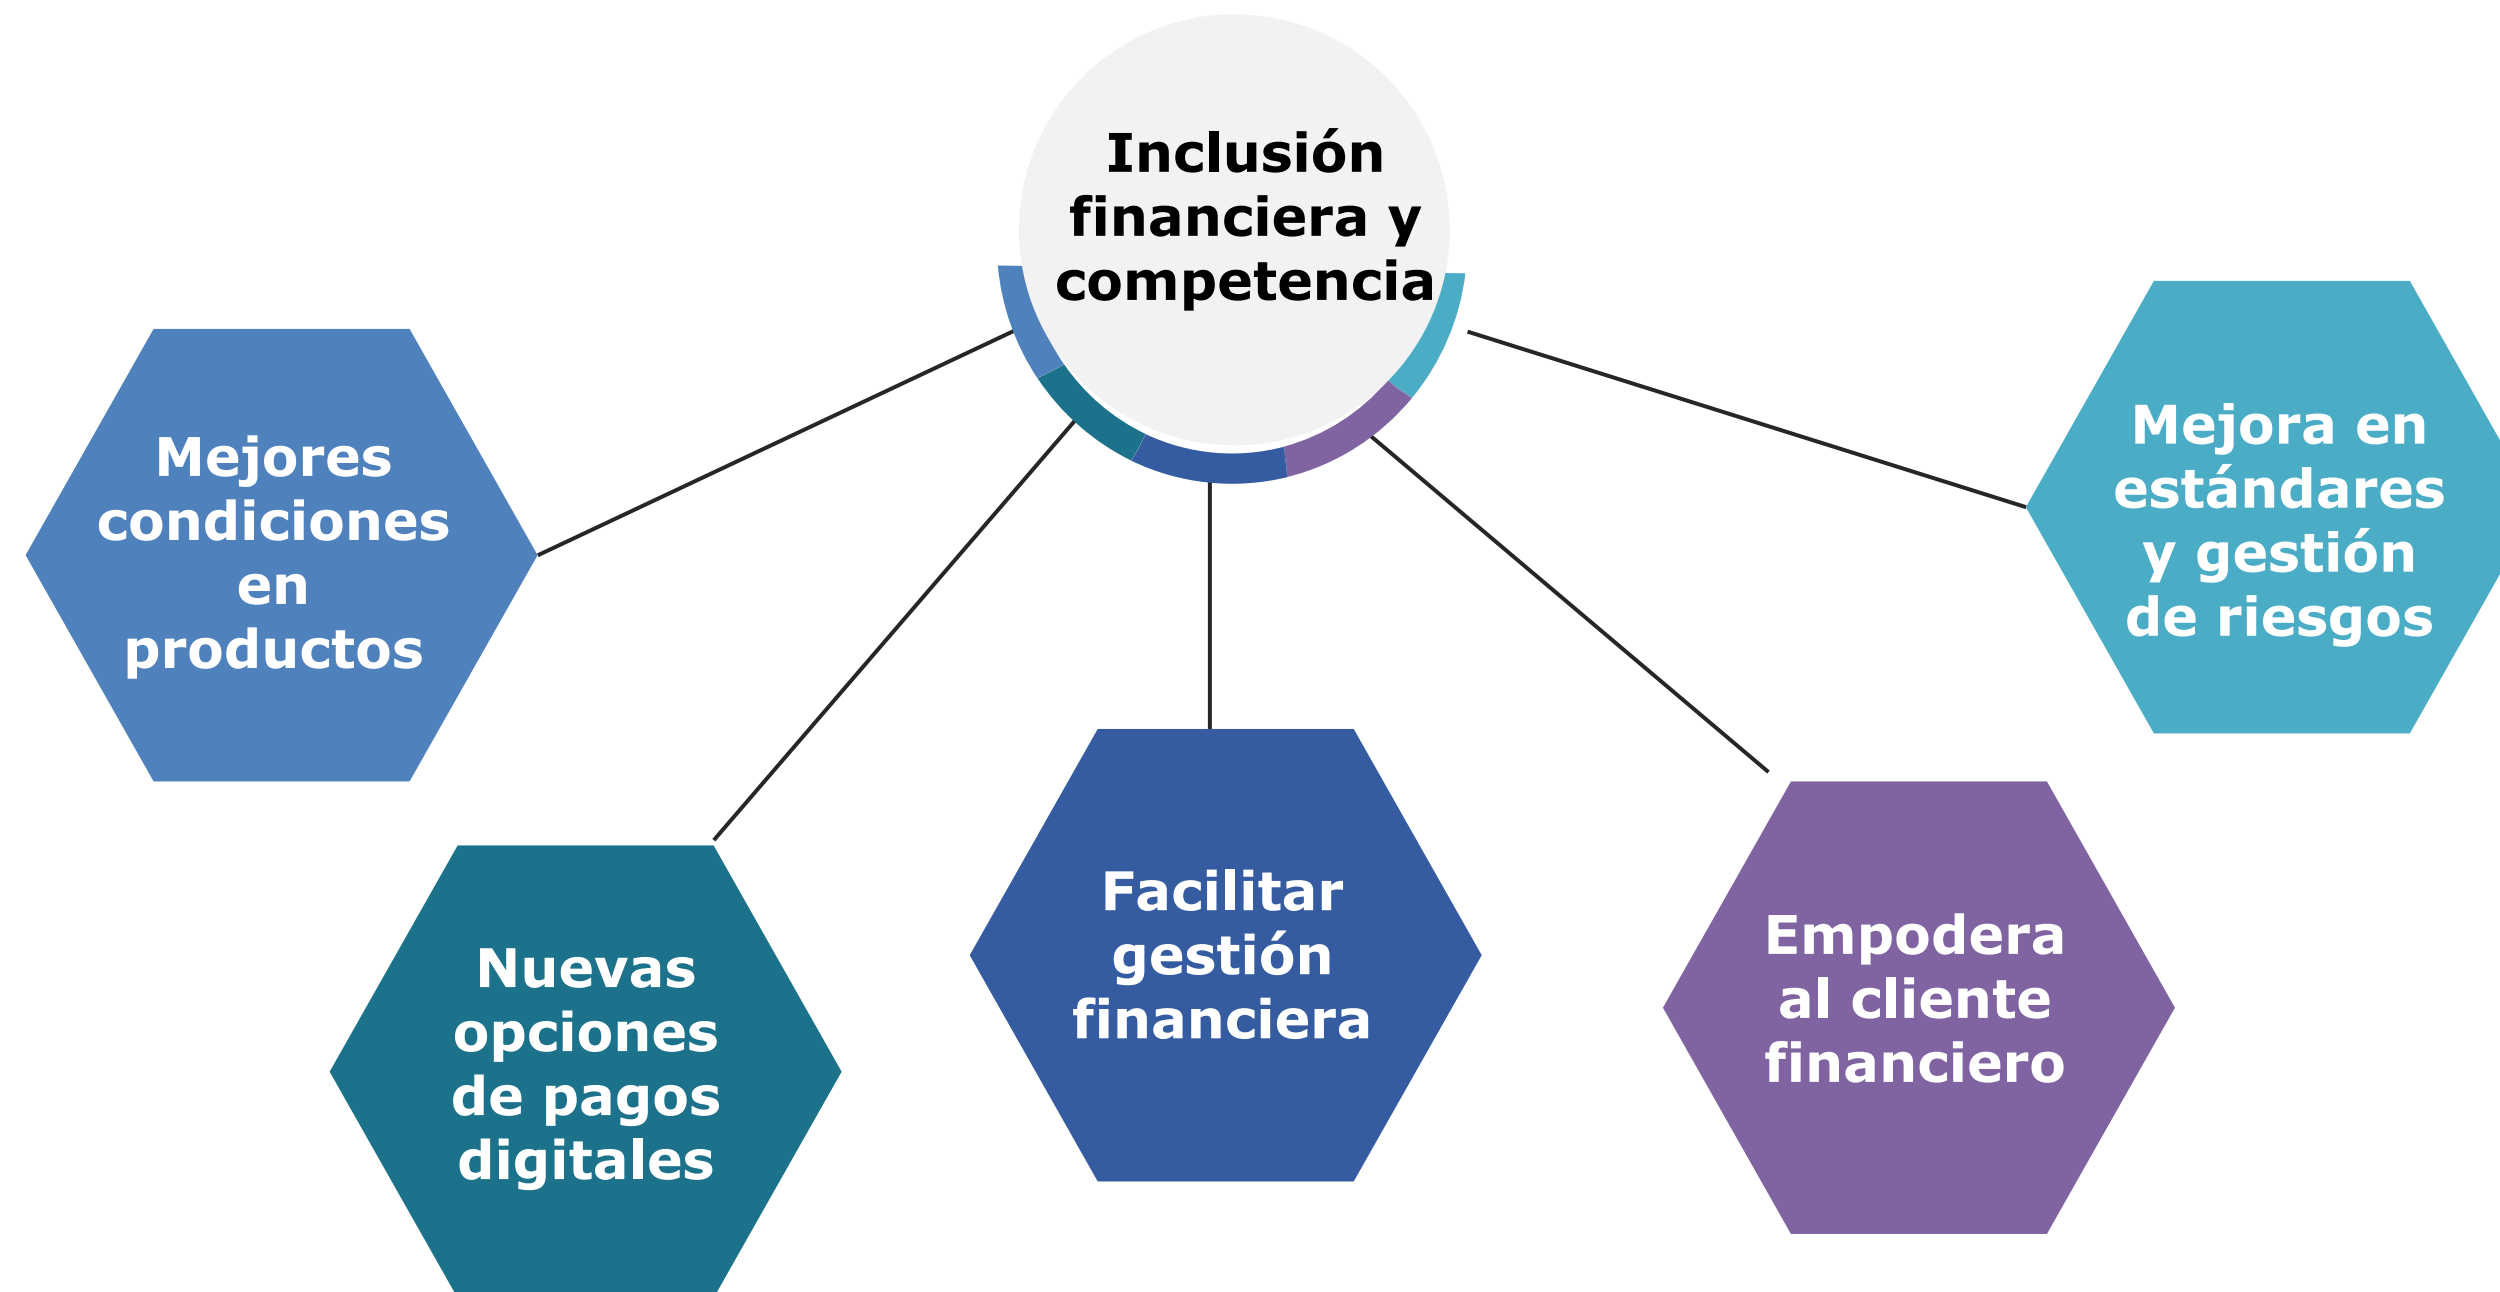 Inclusión
financiera y
competencia
Mejores
condiciones
en
productos
Nuevas
opciones
de pagos
digitales
Facilitar
gestión
financiera
Empodera
al cliente
financiero
Mejora en
estándares
y gestión
de riesgos